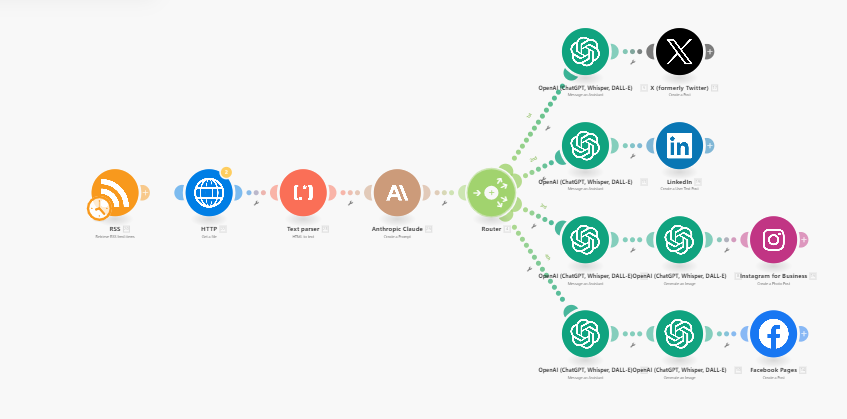 OpenAI (ChatGPT, Whisper, DALL-E)
Message an Assistant
X (formerly Twitter)
Create a Post
1st
OpenAI (ChatGPT, Whisper, DALL-E)
Message an Assistant
LinkedIn
Create a User Text Post
2nd
RSS
Retrieve RSS feed items
HTTP
Get a file
[.*]
Text parser
HTML to text
A\
Anthropic Claude
Create a Prompt
Router
3rd
OpenAI (ChatGPT, Whisper, DALL-E)
Message an Assistant
OpenAI (ChatGPT, Whisper, DALL-E)
Generate an Image
Instagram for Business
Create a Photo Post
OpenAI (ChatGPT, Whisper, DALL-E)
Message an Assistant
OpenAI (ChatGPT, Whisper, DALL-E)
Generate an Image
Facebook Pages
Create a Post